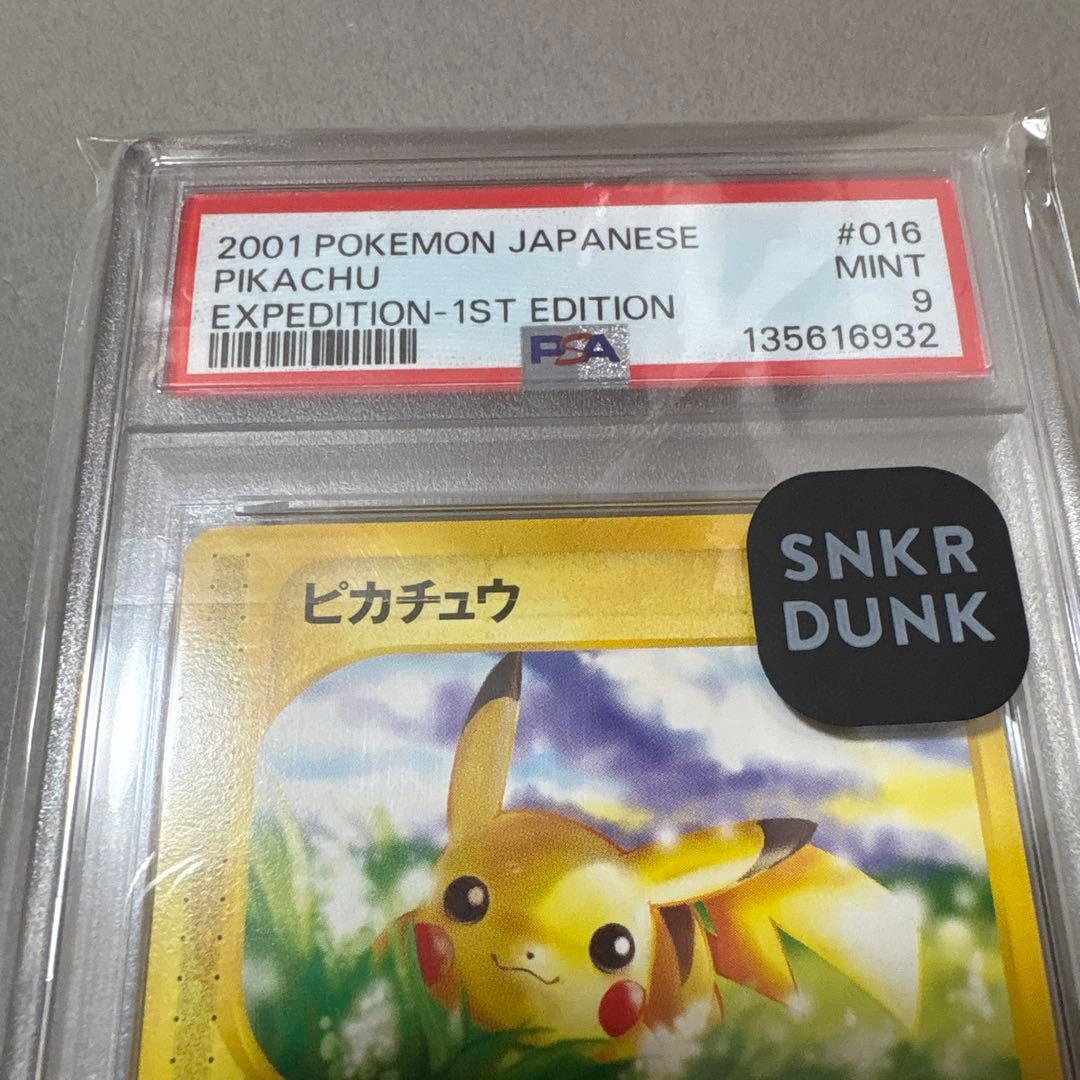 2001 POKEMON JAPANESE #016
PIKACHU MINT
EXPEDITION-1ST EDITION 9
PSA 135616932
ピカチュウ
SNKR
DUNK